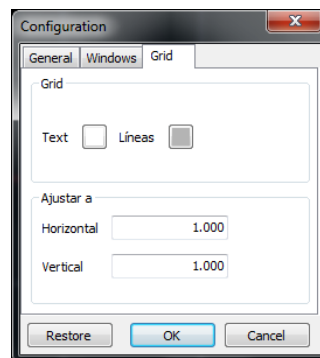 Configuration
General Windows Grid
Grid
Text Líneas
Ajustar a
Horizontal 1.000
Vertical 1.000
Restore OK Cancel